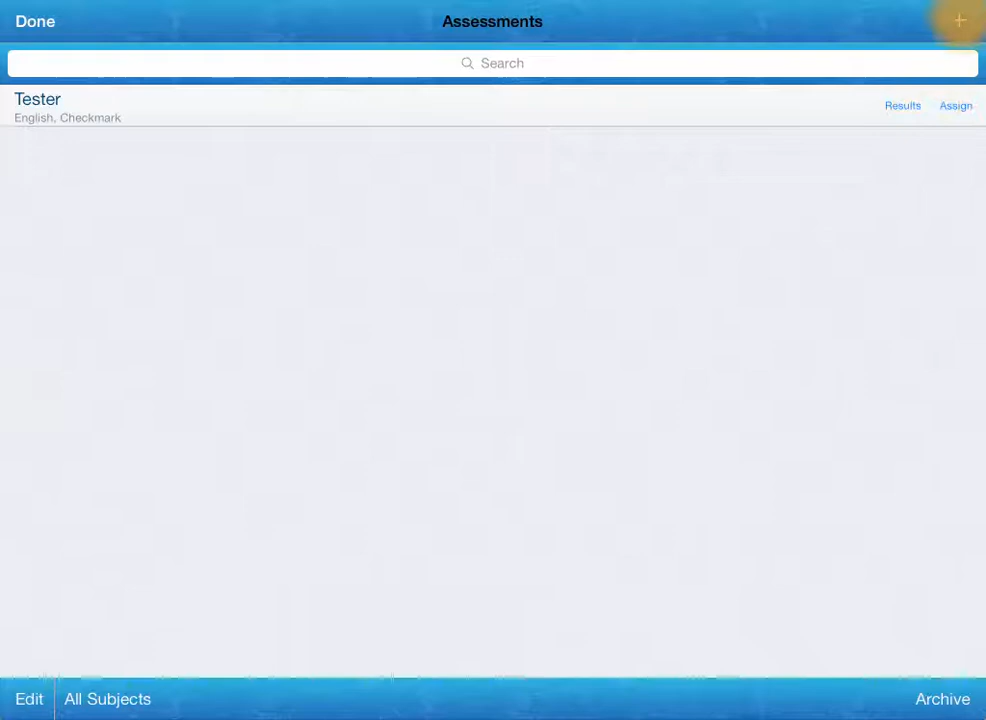 Done
Assessments
+
Search
Tester
English, Checkmark
Results
Assign
Edit
All Subjects
Archive